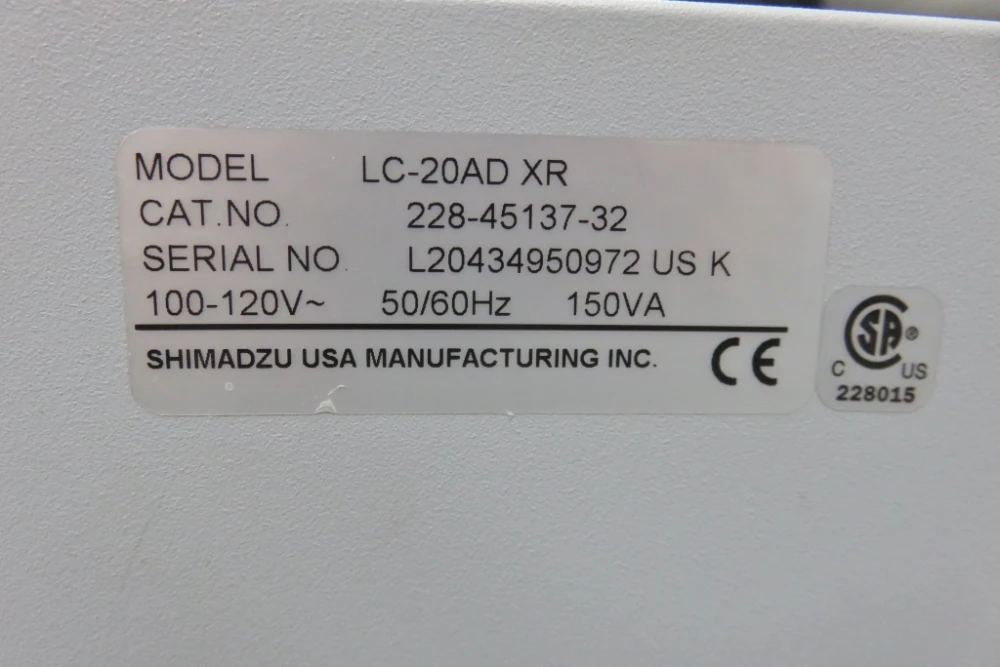 MODEL LC-20AD XR
CAT.NO. 228-45137-32
SERIAL NO. L20434950972 US K
100-120V~ 50/60Hz 150VA
SHIMADZU USA MANUFACTURING INC. CE
SA ®
C US
228015